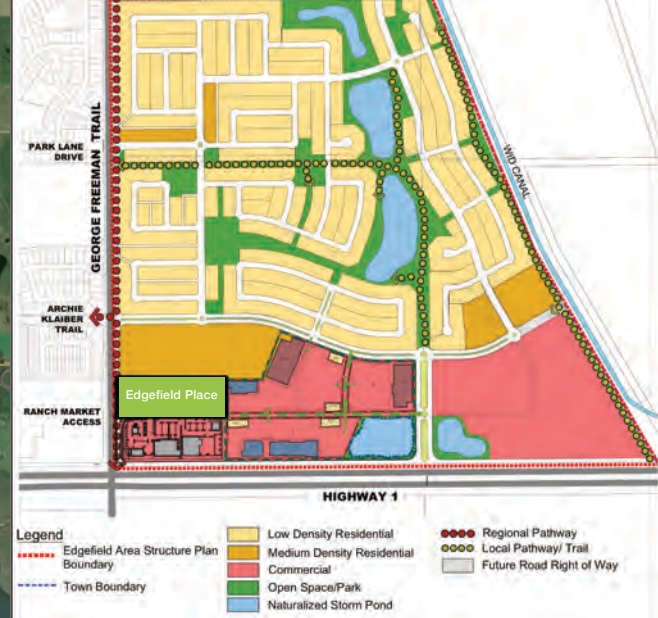 PARK LANE
DRIVE
GEORGE FREEMAN TRAIL
WID CANAL
ARCHIE
KLAIBER
TRAIL
Edgefield Place
RANCH MARKET
ACCESS
HIGHWAY 1
Legend
Edgefield Area Structure Plan
Boundary
Town Boundary
Low Density Residential
Medium Density Residential
Commercial
Open Space/Park
Naturalized Storm Pond
Regional Pathway
Local Pathway/ Trail
Future Road Right of Way